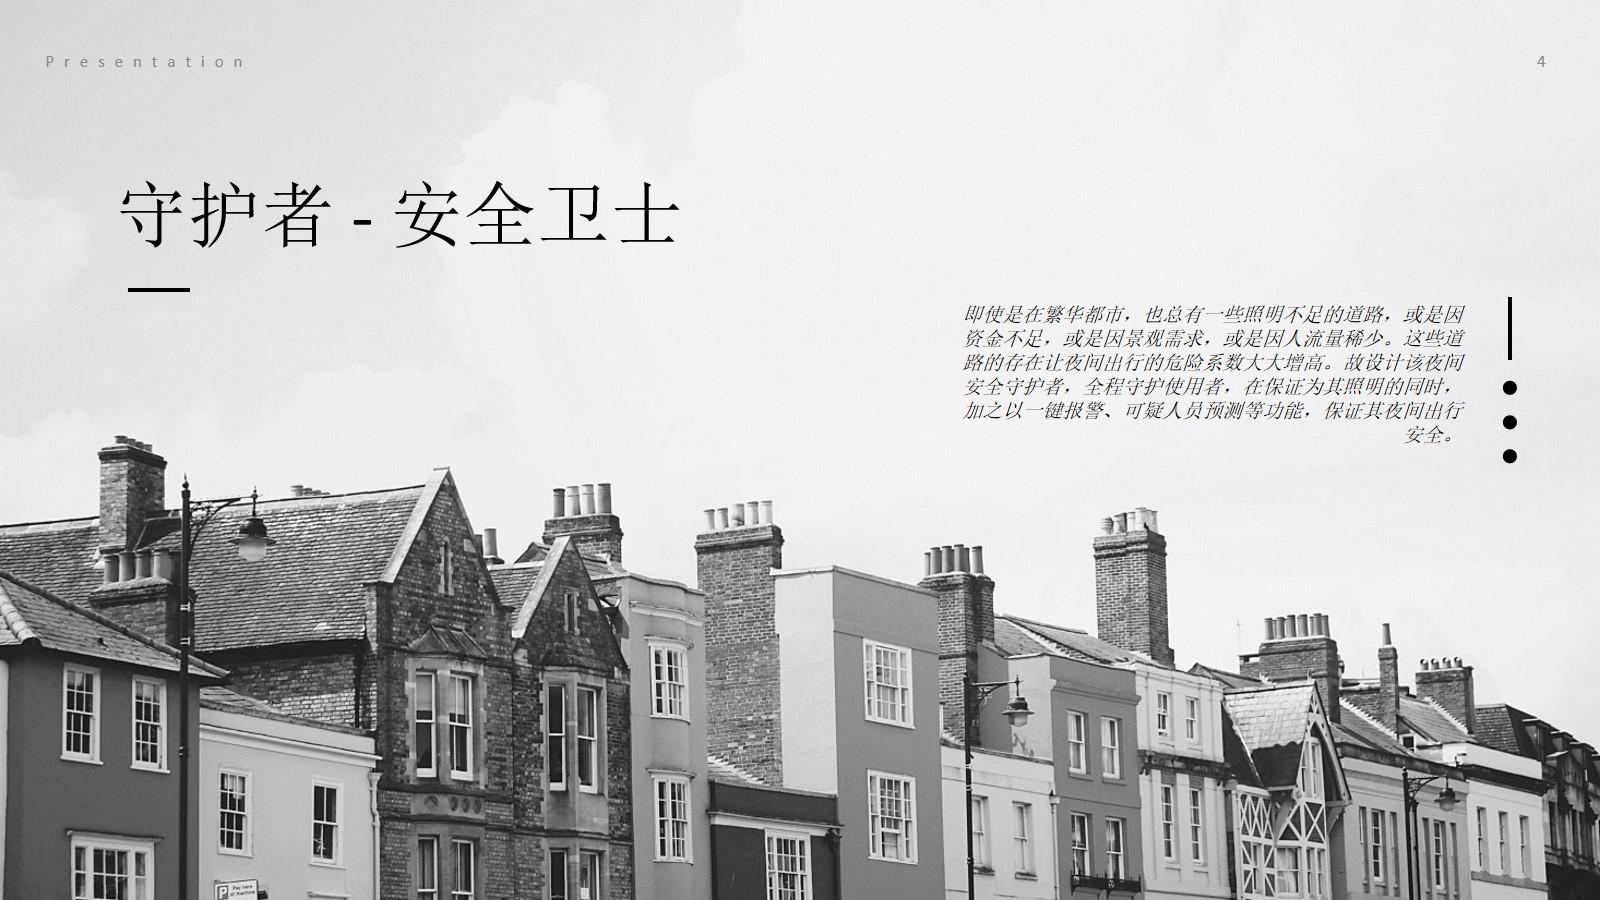 Presentation
4
守护者 - 安全卫士
即使是在繁华都市，也总有一些照明不足的道路，或是因
资金不足，或是因景观需求，或是因人流量稀少。这些道
路的存在让夜间出行的危险系数大大增高。故设计该夜间
安全守护者，全程守护使用者，在保证为其照明的同时，
加之以一键报警、可疑人员预测等功能，保证其夜间出行
安全。
P Pay here
at machine